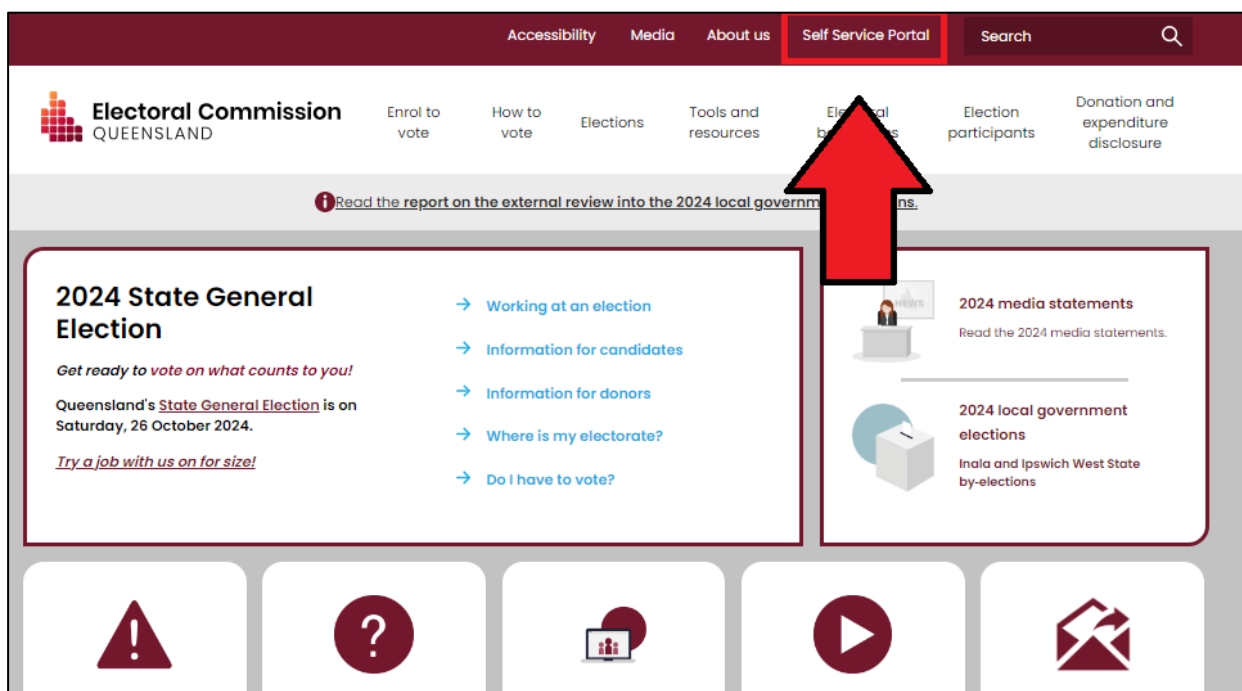 Accessibility Media About us Self Service Portal Search
Electoral Commission
QUEENSLAND
Enrol to
vote
How to
vote
Elections
Tools and
resources
Election
participants
Donation and
expenditure
disclosure
Read the report on the external review into the 2024 local
2024 State General
Election
Get ready to vote on what counts to you!
Queensland's State General Election is on
Saturday, 26 October 2024.
Try a job with us on for size!
Working at an election
Information for candidates
Information for donors
Where is my electorate?
Do I have to vote?
NEWS
2024 media statements
Read the 2024 media statements.
2024 local government
elections
Inala and Ipswich West State
by-elections